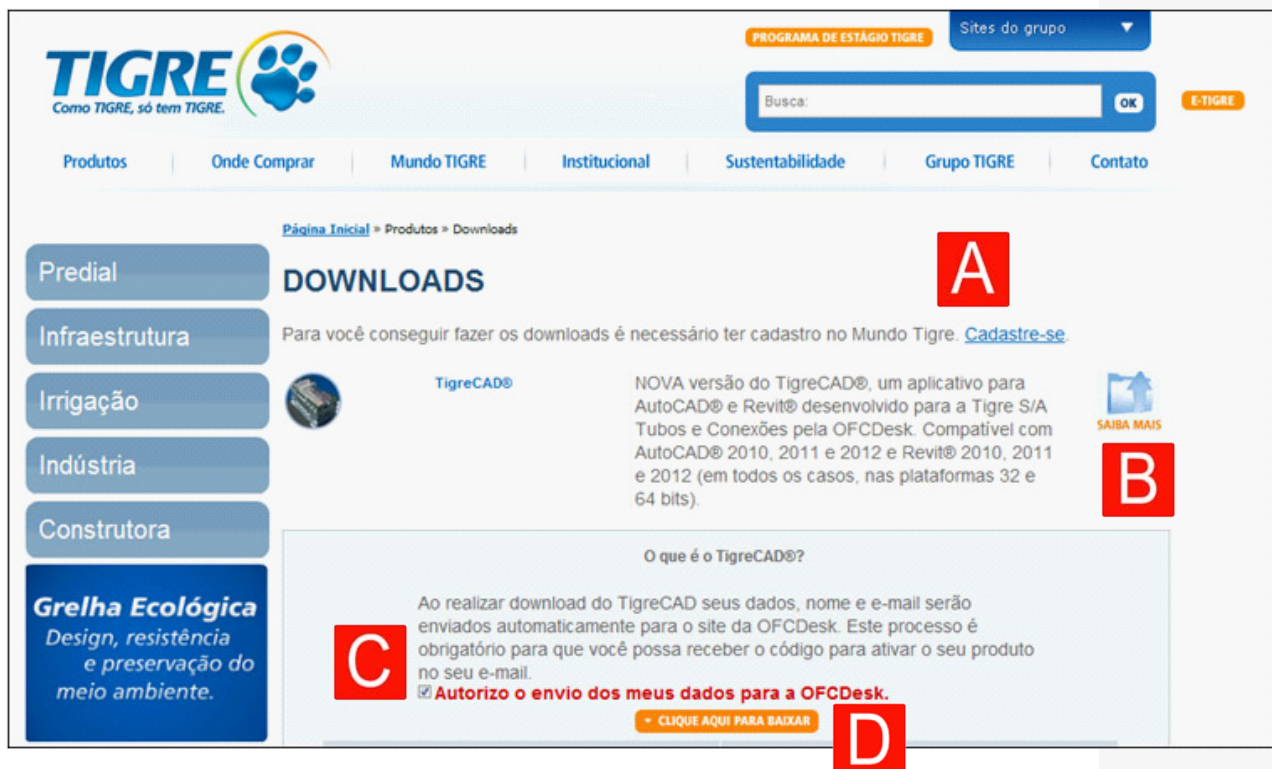 PROGRAMA DE ESTÁGIO TIGRE
Sites do grupo
TIGRE
Como TIGRE, só tem TIGRE.
Busca:
OK
E-TIGRE
Produtos
Onde Comprar
Mundo TIGRE
Institucional
Sustentabilidade
Grupo TIGRE
Contato
Página Inicial » Produtos » Downloads
A
DOWNLOADS
Para você conseguir fazer os downloads é necessário ter cadastro no Mundo Tigre. Cadastre-se.
Predial
Infraestrutura
Irrigação
Indústria
Construtora
TigreCAD®
NOVA versão do TigreCAD®, um aplicativo para
AutoCAD® e Revit® desenvolvido para a Tigre S/A
Tubos e Conexões pela OFCDesk. Compatível com
AutoCAD® 2010, 2011 e 2012 e Revit® 2010, 2011
e 2012 (em todos os casos, nas plataformas 32 e
64 bits).
SAIBA MAIS
B
O que é o TigreCAD®?
Grelha Ecológica
Design, resistência
e preservação do
meio ambiente.
Ao realizar download do TigreCAD seus dados, nome e e-mail serão
enviados automaticamente para o site da OFCDesk. Este processo é
obrigatório para que você possa receber o código para ativar o seu produto
no seu e-mail.
C
Autorizo o envio dos meus dados para a OFCDesk.
CLIQUE AQUI PARA BAIXAR
D